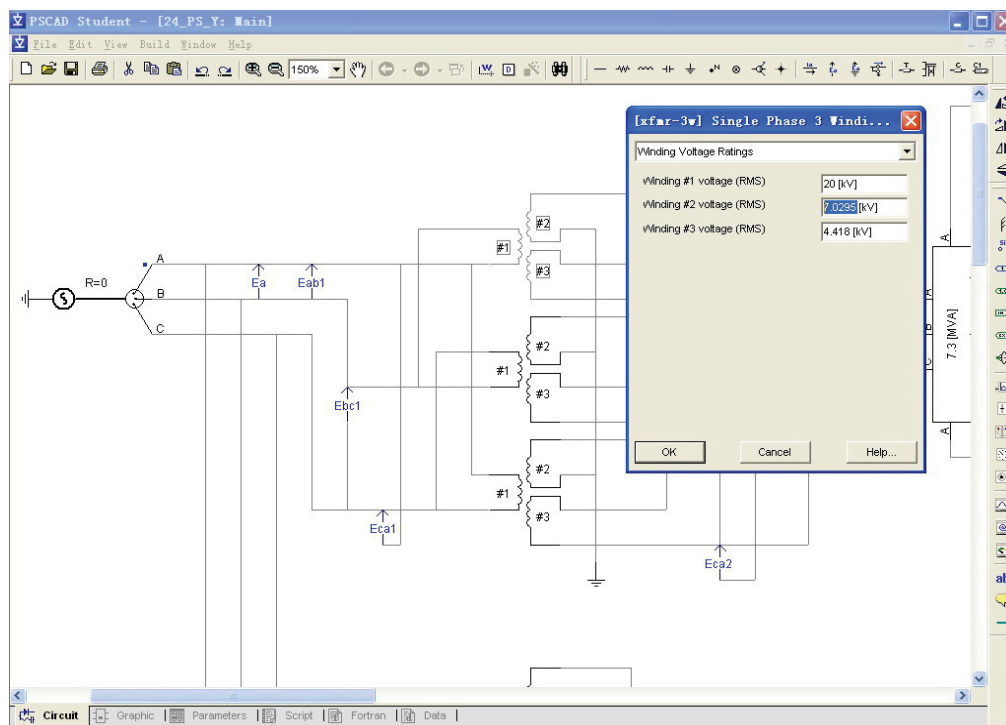 PSCAD Student - [24_PS_Y: Main]
File Edit View Build Window Help
150%
[xfmr-3w] Single Phase 3 Windi...
Winding Voltage Ratings
Winding #1 voltage (RMS) 20 [kV]
Winding #2 voltage (RMS) 7.0295 [kV]
Winding #3 voltage (RMS) 4.418 [kV]
OK Cancel Help...
R=0
S
A
B
C
Ea
Eab1
Ebc1
Eca1
Eca2
#1
#2
#3
#1
#2
#3
#1
#2
#3
A
A
B
C
7.3 [MVA]
A
Circuit Graphic Parameters Script Fortran Data